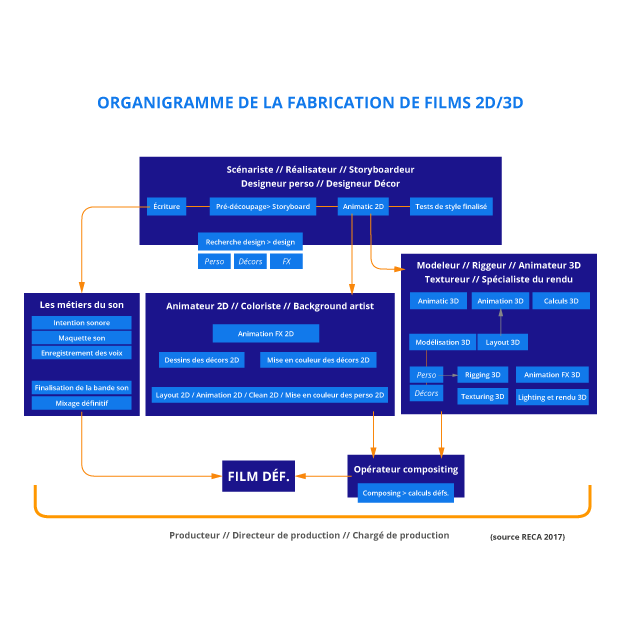 ORGANIGRAMME DE LA FABRICATION DE FILMS 2D/3D
Scénariste // Réalisateur // Storyboardeur
Designeur perso // Designeur Décor
Écriture
Pré-découpage> Storyboard
Animatic 2D
Tests de style finalisé
Recherche design > design
Perso
Décors
FX
Modeleur // Riggeur // Animateur 3D
Textureur // Spécialiste du rendu
Animatic 3D
Animation 3D
Calculs 3D
Modélisation 3D
Layout 3D
Perso
Rigging 3D
Animation FX 3D
Décors
Texturing 3D
Lighting et rendu 3D
Les métiers du son
Intention sonore
Maquette son
Enregistrement des voix
Finalisation de la bande son
Mixage définitif
Animateur 2D // Coloriste // Background artist
Animation FX 2D
Dessins des décors 2D
Mise en couleur des décors 2D
Layout 2D / Animation 2D / Clean 2D / Mise en couleur des perso 2D
FILM DÉF.
Opérateur compositing
Composing > calculs défs.
Producteur // Directeur de production // Chargé de production
(source RECA 2017)